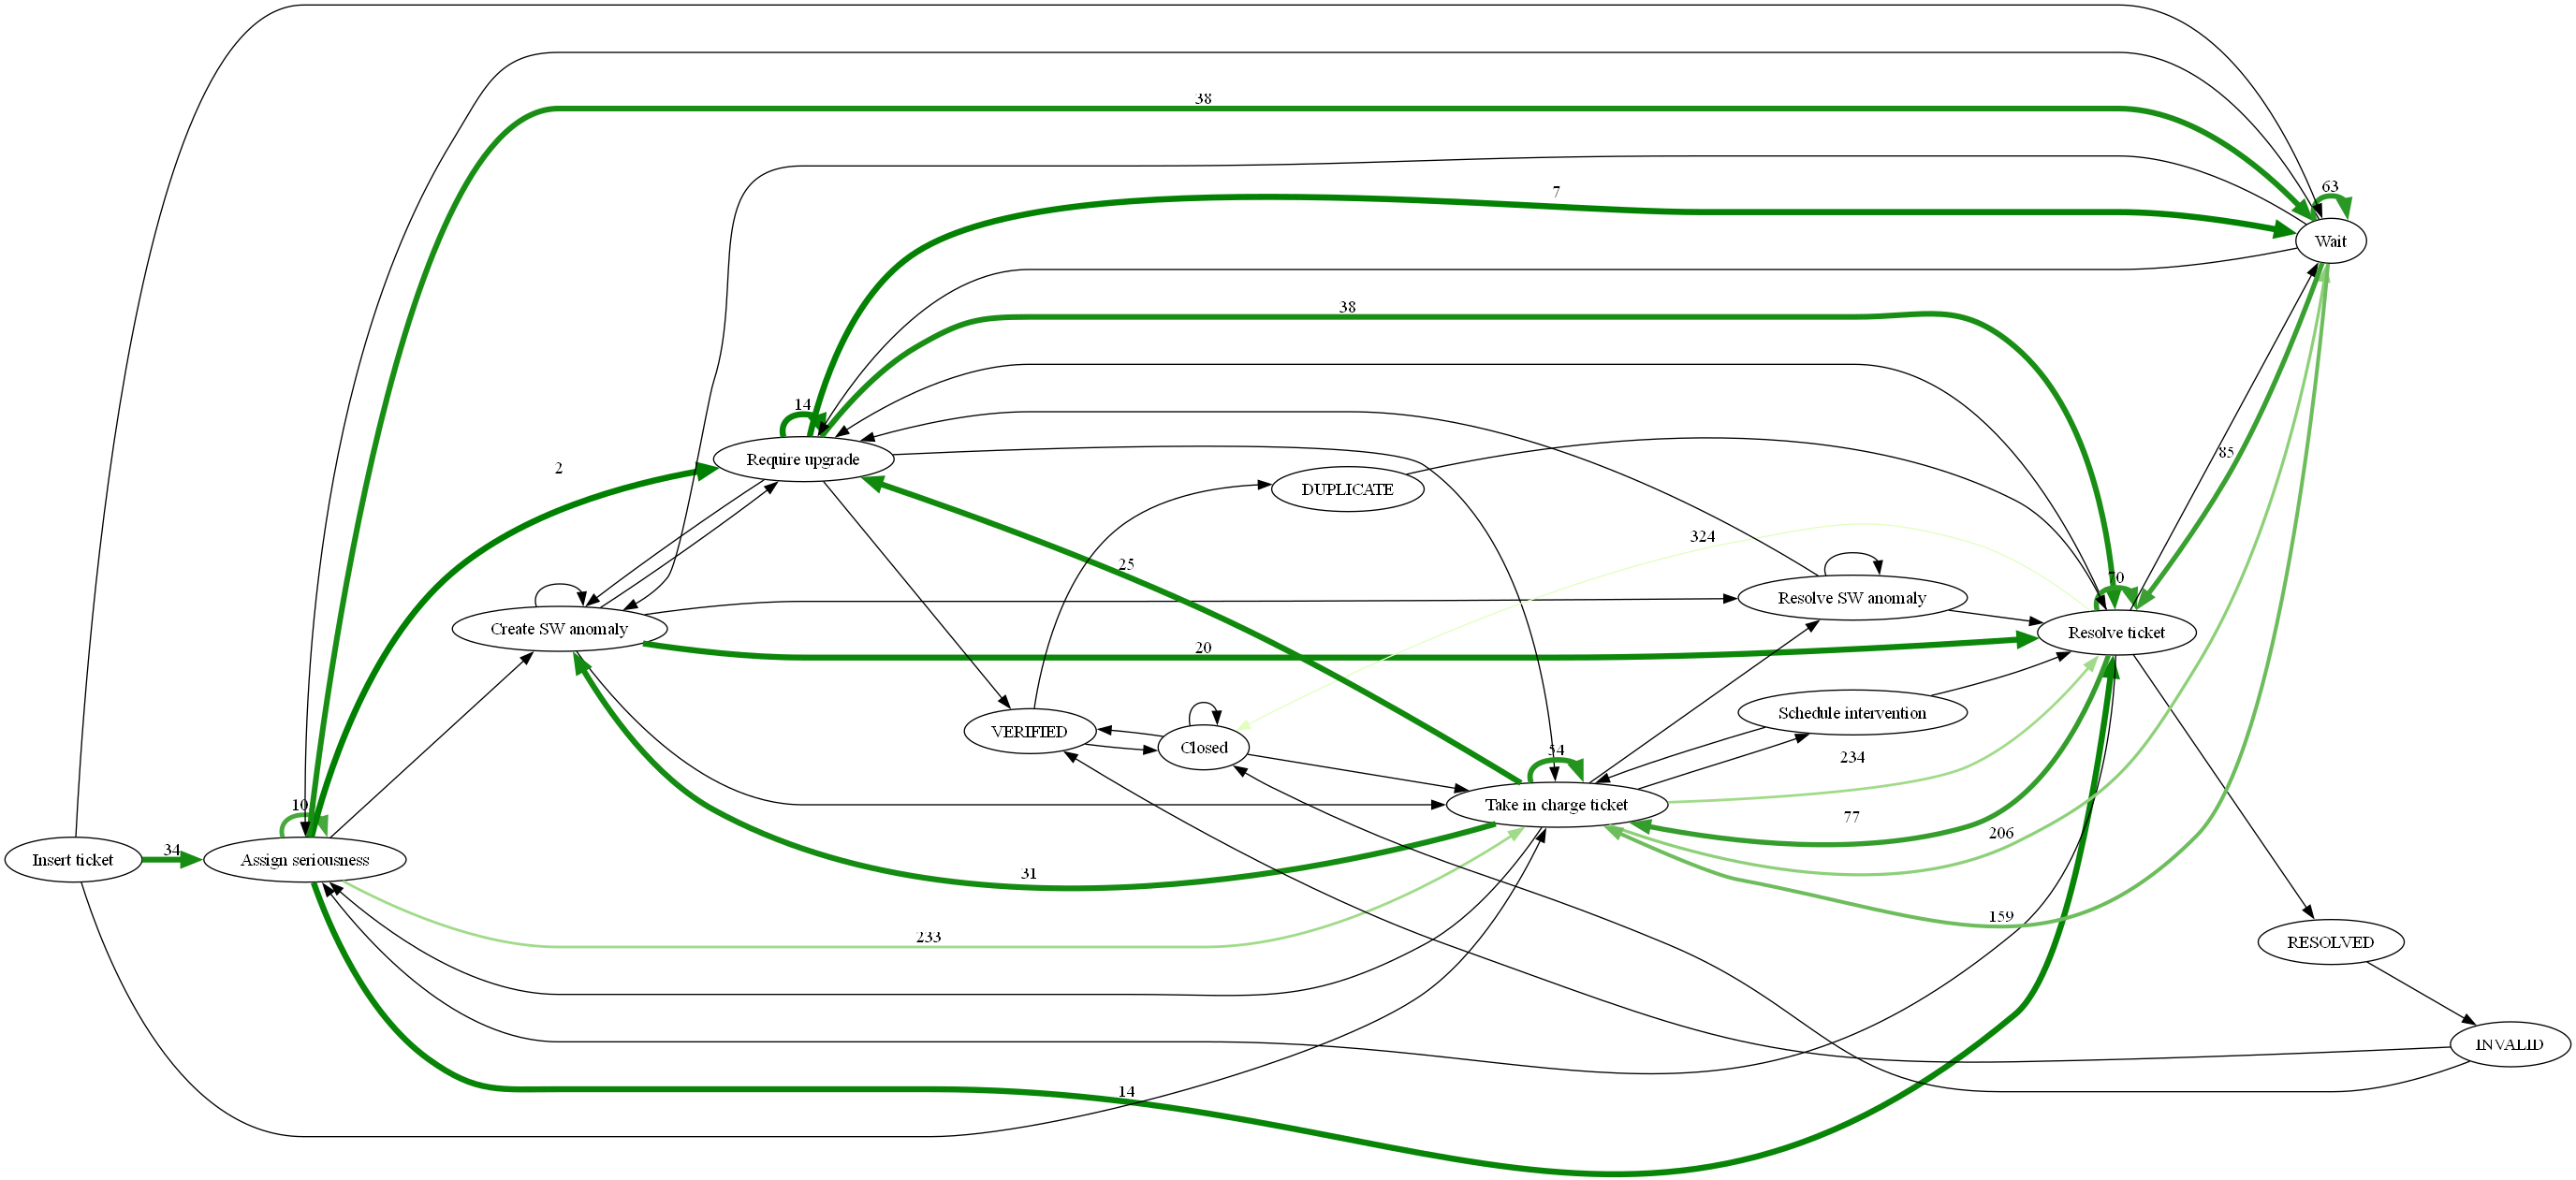 38
63
7
Wait
38
14
85
2
Require upgrade
DUPLICATE
324
25
70
Resolve SW anomaly
Create SW anomaly
Resolve ticket
20
Schedule intervention
VERIFIED
Closed
54
234
10
Take in charge ticket
77
206
34
Insert ticket
Assign seriousness
31
159
233
RESOLVED
INVALID
14